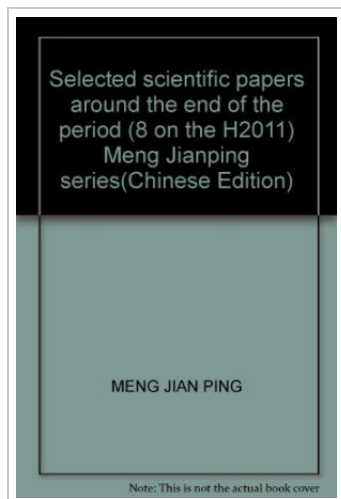 Selected scientific papers
around the end of the
period (8 on the H2011)
Meng Jianping
series(Chinese Edition)
MENG JIAN PING
Note: This is not the actual book cover